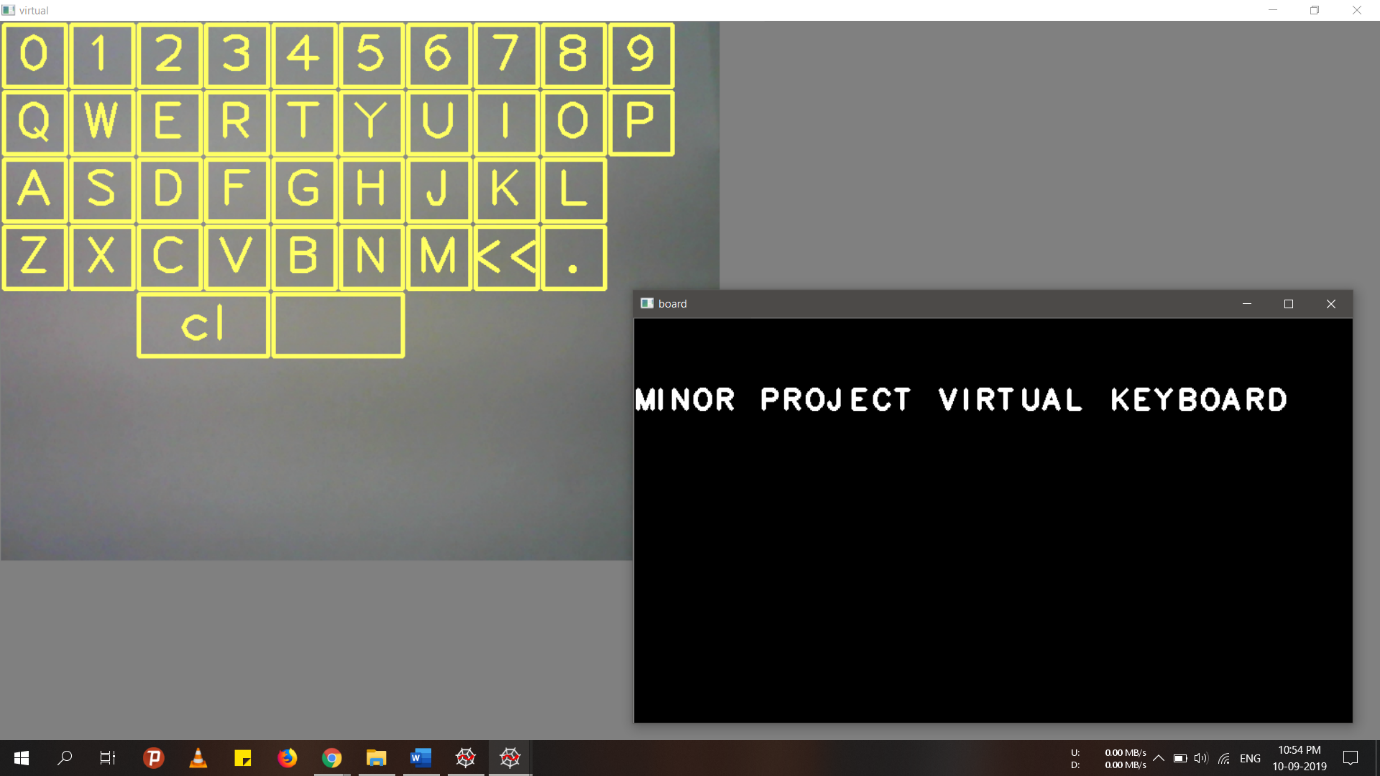 virtual
0 1 2 3 4 5 6 7 8 9
Q W E R T Y U I O P
A S D F G H J K L
Z X C V B N M << .
cl
board
MINOR PROJECT VIRTUAL KEYBOARD
U: 0.00 MB/s
D: 0.00 MB/s
ENG
10:54 PM
10-09-2019